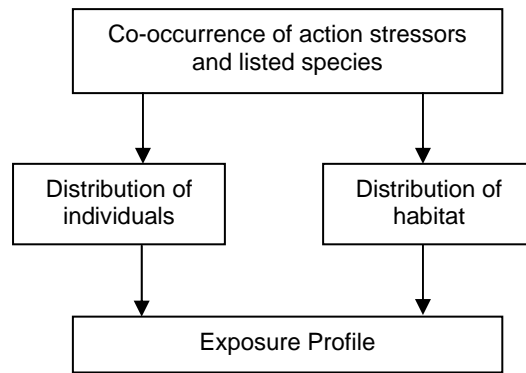 Co-occurrence of action stressors
and listed species
Distribution of
individuals
Distribution of
habitat
Exposure Profile